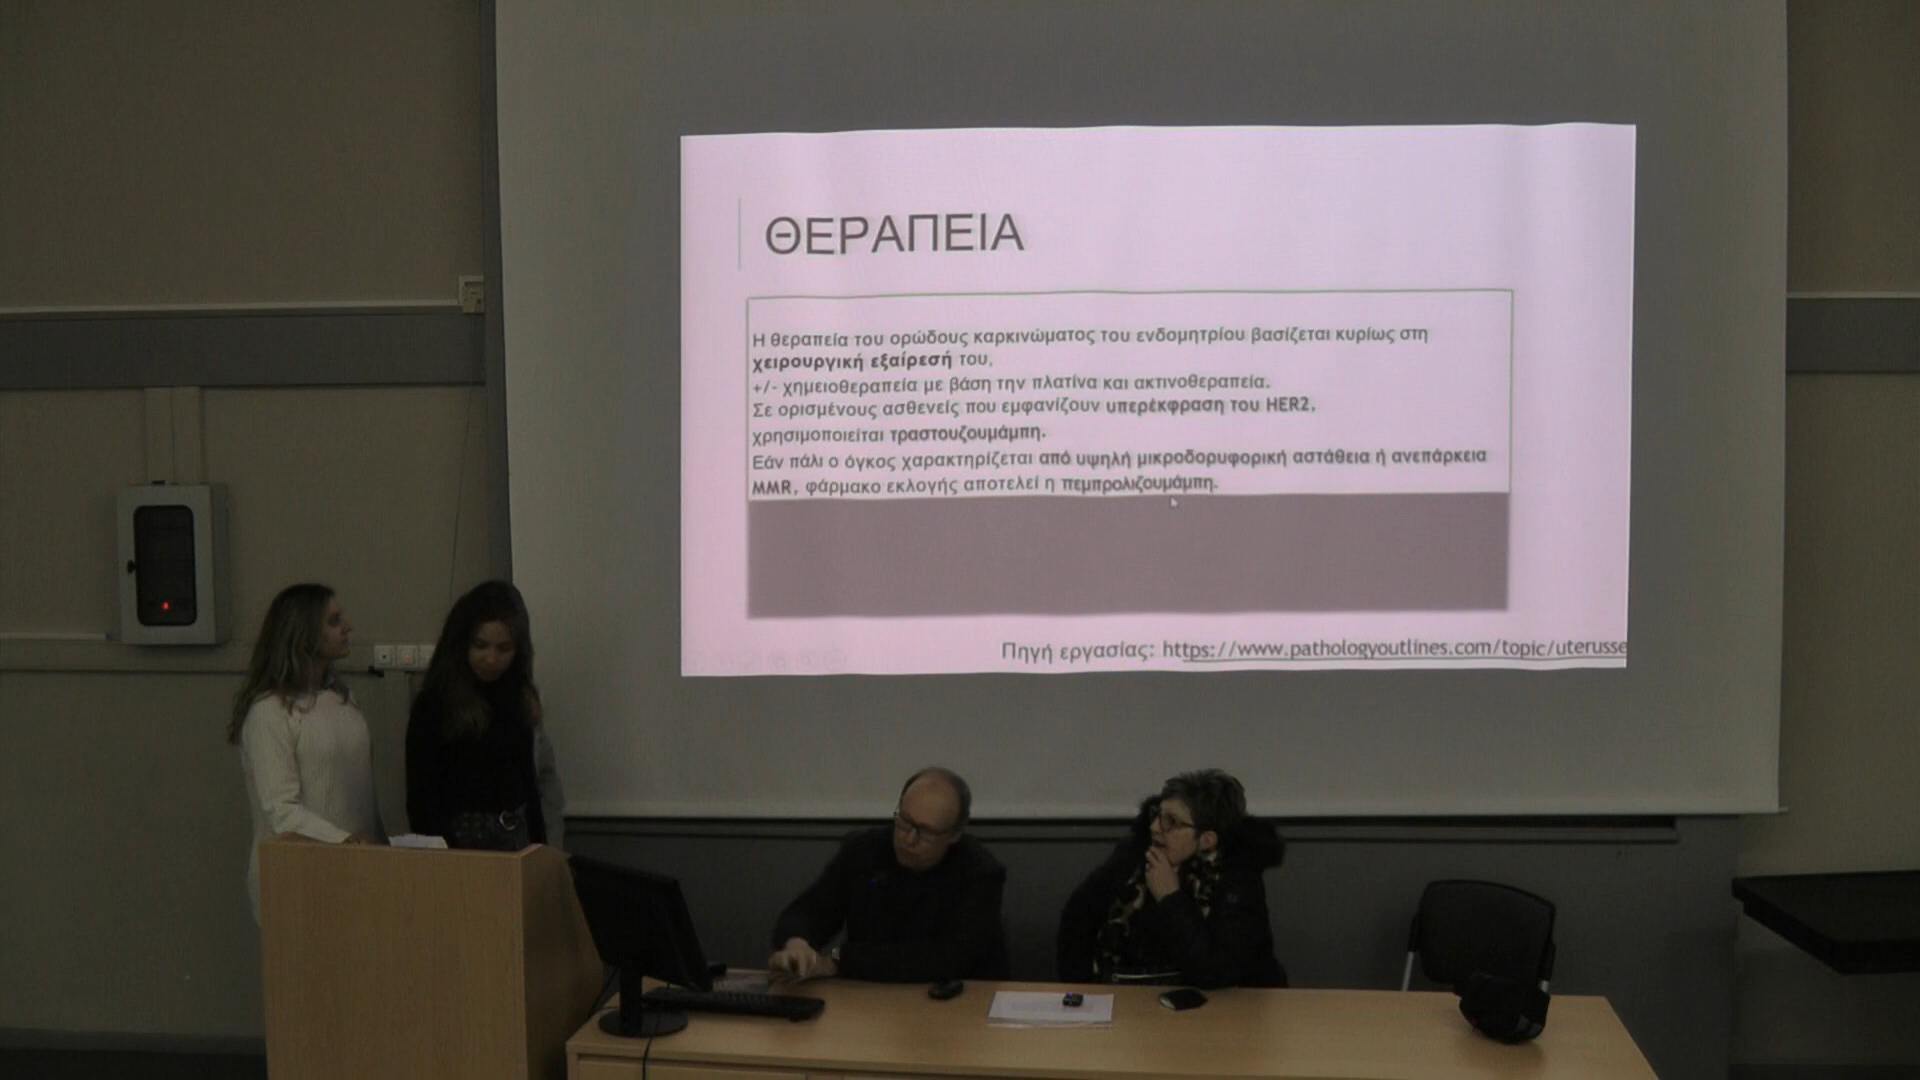 ΘΕΡΑΠΕΙΑ
Η θεραπεία του ορώδους καρκινώματος του ενδομητρίου βασίζεται κυρίως στη
χειρουργική εξαίρεσή του,
+/- χημειοθεραπεία με βάση την πλατίνα και ακτινοθεραπεία.
Σε ορισμένους ασθενείς που εμφανίζουν υπερέκφραση του HER2,
χρησιμοποιείται τραστουζουμάμπη.
Εάν πάλι ο όγκος χαρακτηρίζεται από υψηλή μικροδορυφορική αστάθεια ή ανεπάρκεια
MMR, φάρμακο εκλογής αποτελεί η πεμπρολιζουμάμπη.
Πηγή εργασίας: https://www.pathologyoutlines.com/topic/uterusse